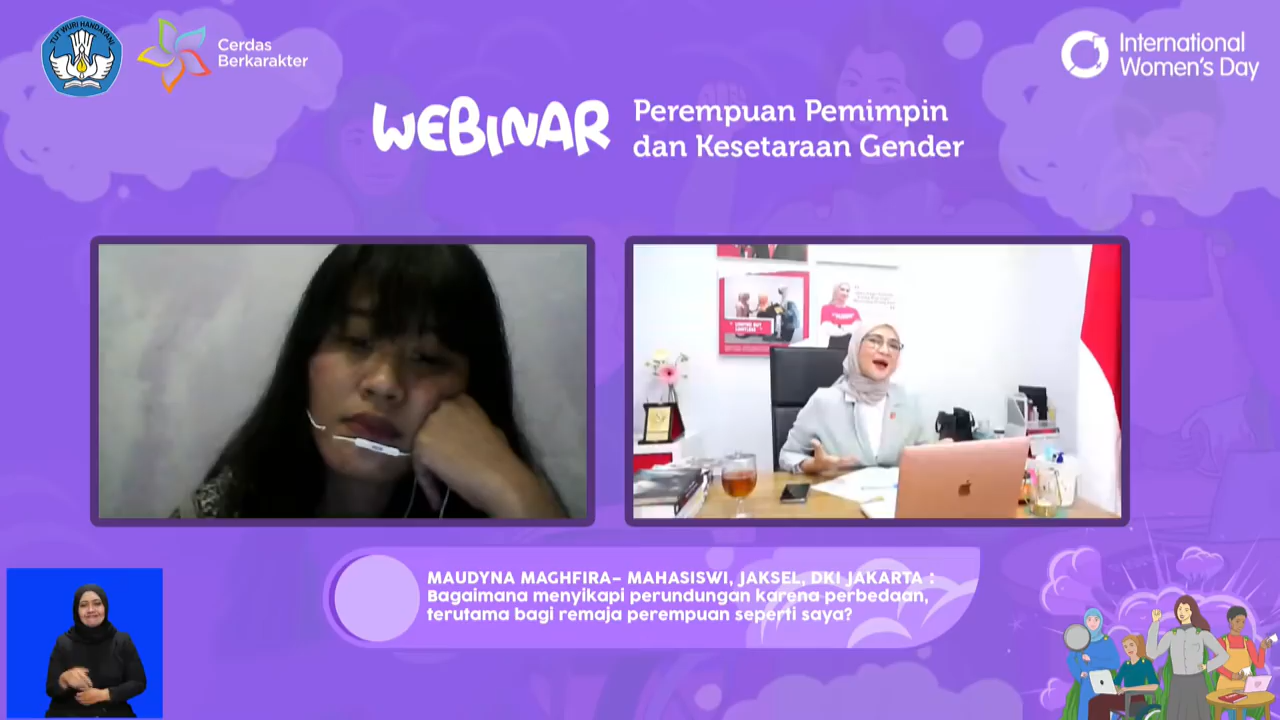 TUT WURI HANDAYANI
Cerdas
Berkarakter
International
Women's Day
WEBINAR
Perempuan Pemimpin
dan Kesetaraan Gender
MAUDYNA MAGHFIRA- MAHASISWI, JAKSEL, DKI JAKARTA :
Bagaimana menyikapi perundungan karena perbedaan,
terutama bagi remaja perempuan seperti saya?